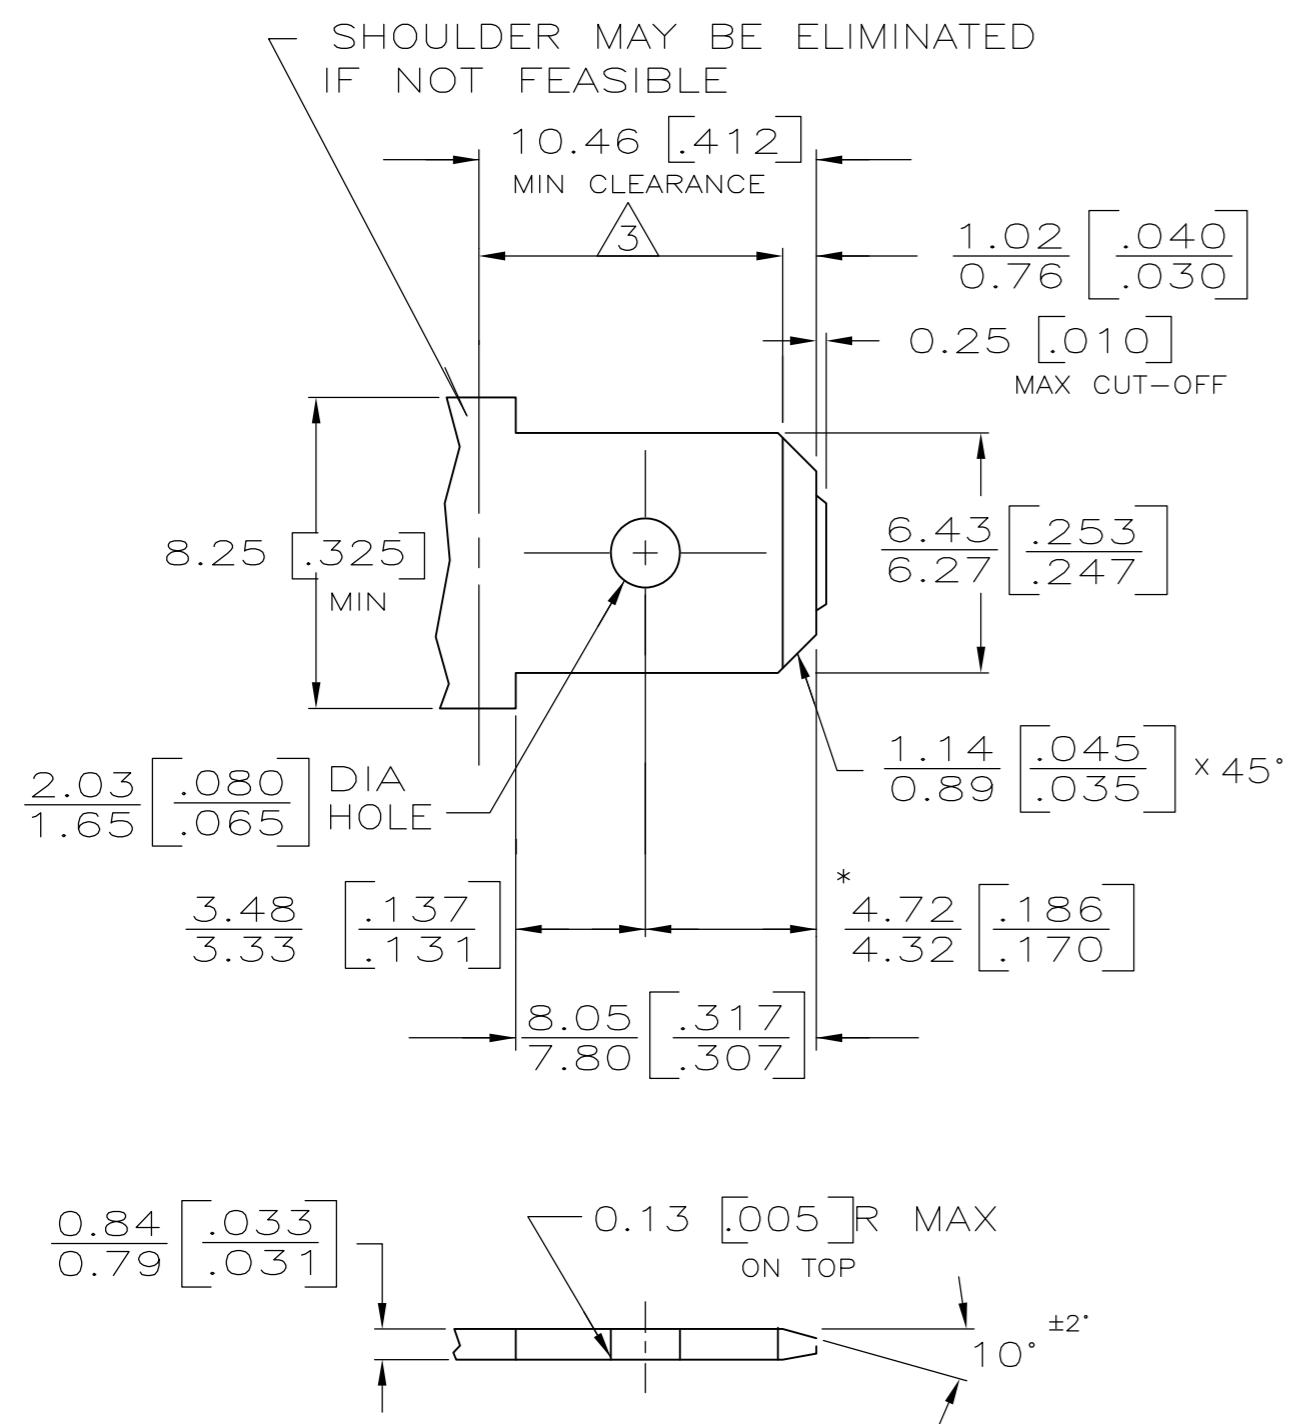 SHOULDER MAY BE ELIMINATED
IF NOT FEASIBLE
10.46 [.412]
MIN CLEARANCE
3
1.02 [.040]
0.76 [.030]
0.25 [.010]
MAX CUT-OFF
8.25 [.325]
MIN
6.43 [.253]
6.27 [.247]
2.03 [.080] DIA
1.65 [.065] HOLE
1.14 [.045] x 45°
0.89 [.035]
3.48 [.137]
3.33 [.131]
* 4.72 [.186]
4.32 [.170]
8.05 [.317]
7.80 [.307]
0.84 [.033]
0.79 [.031]
0.13 [.005] R MAX
ON TOP
10° ±2°